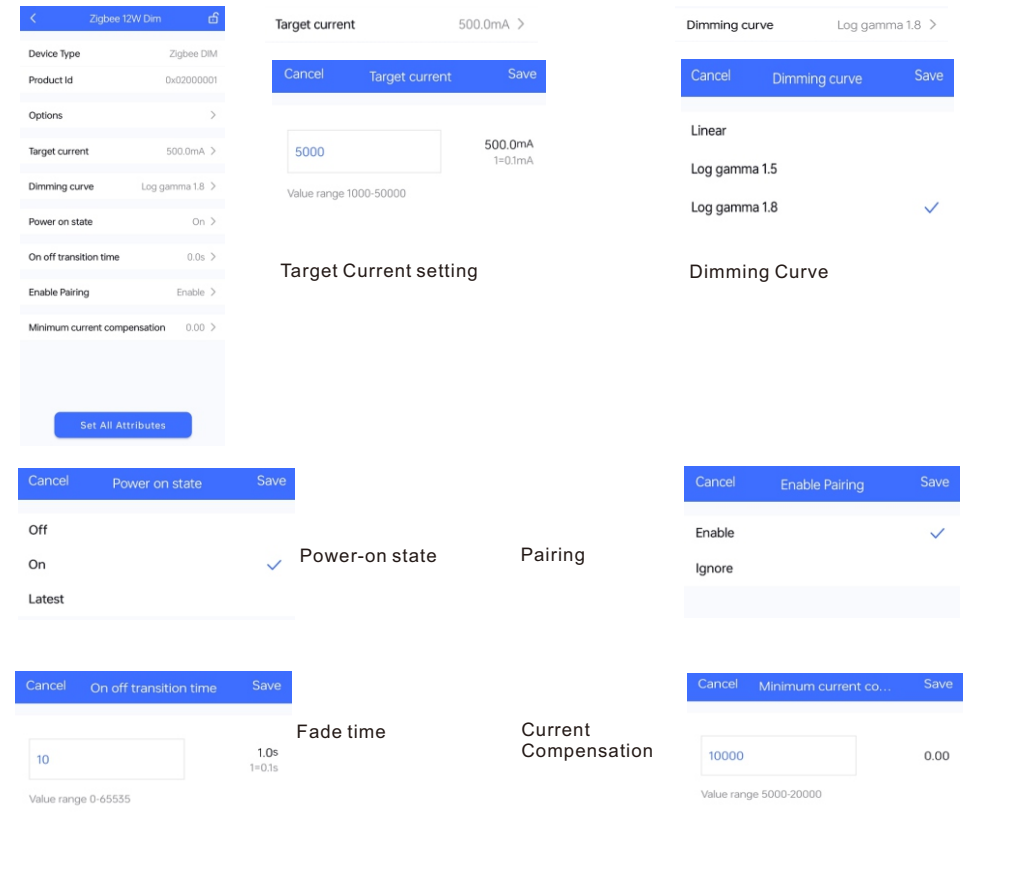 Zigbee 12W Dim
Device Type Zigbee DIM
Product Id 0x02000001
Options
Target current 500.0mA
Dimming curve Log gamma 1.8
Power on state On
On off transition time 0.0s
Enable Pairing Enable
Minimum current compensation 0.00
Set All Attributes
Target current 500.0mA
Cancel Target current Save
5000 500.0mA
1=0.1mA
Value range 1000-50000
Target Current setting
Dimming curve Log gamma 1.8
Cancel Dimming curve Save
Linear
Log gamma 1.5
Log gamma 1.8
Dimming Curve
Cancel Power on state Save
Off
On
Latest
Power-on state
Pairing
Cancel Enable Pairing Save
Enable
Ignore
Cancel On off transition time Save
10 1.0s
1=0.1s
Value range 0-65535
Fade time
Current
Compensation
Cancel Minimum current co... Save
10000 0.00
Value range 5000-20000